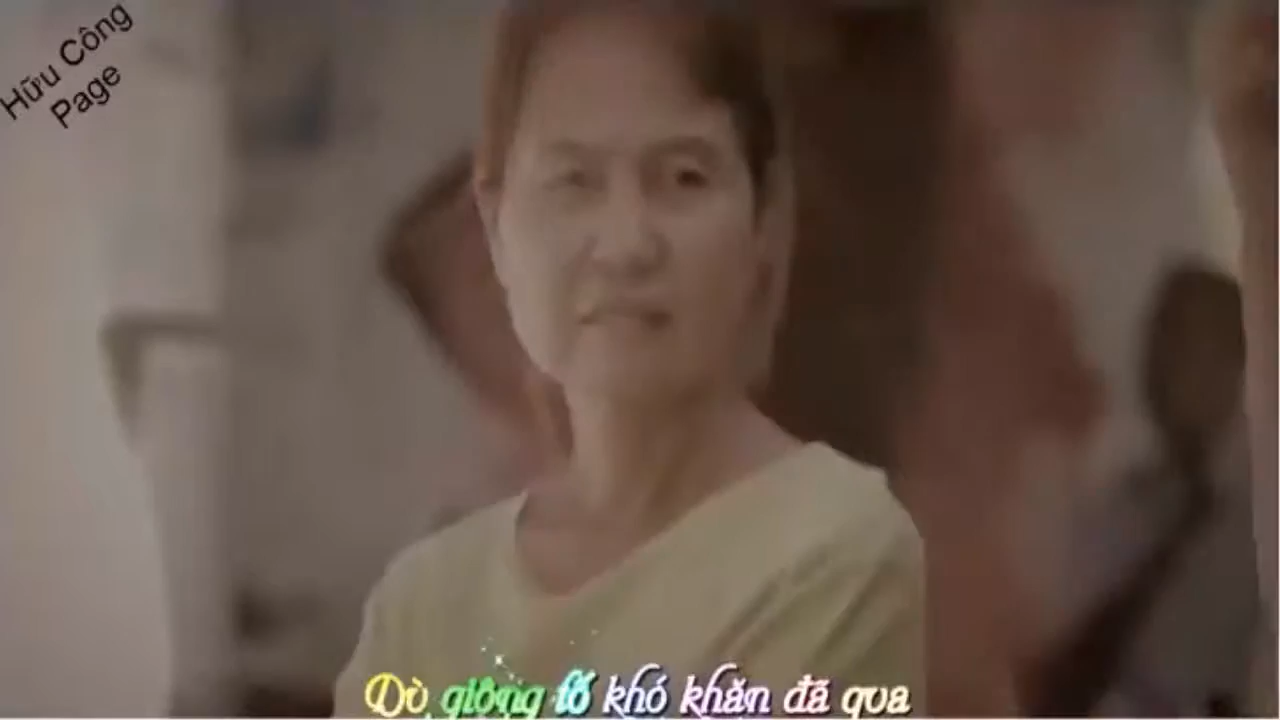 Hữu Công
Page
Dù giông tố khó khăn đã qua